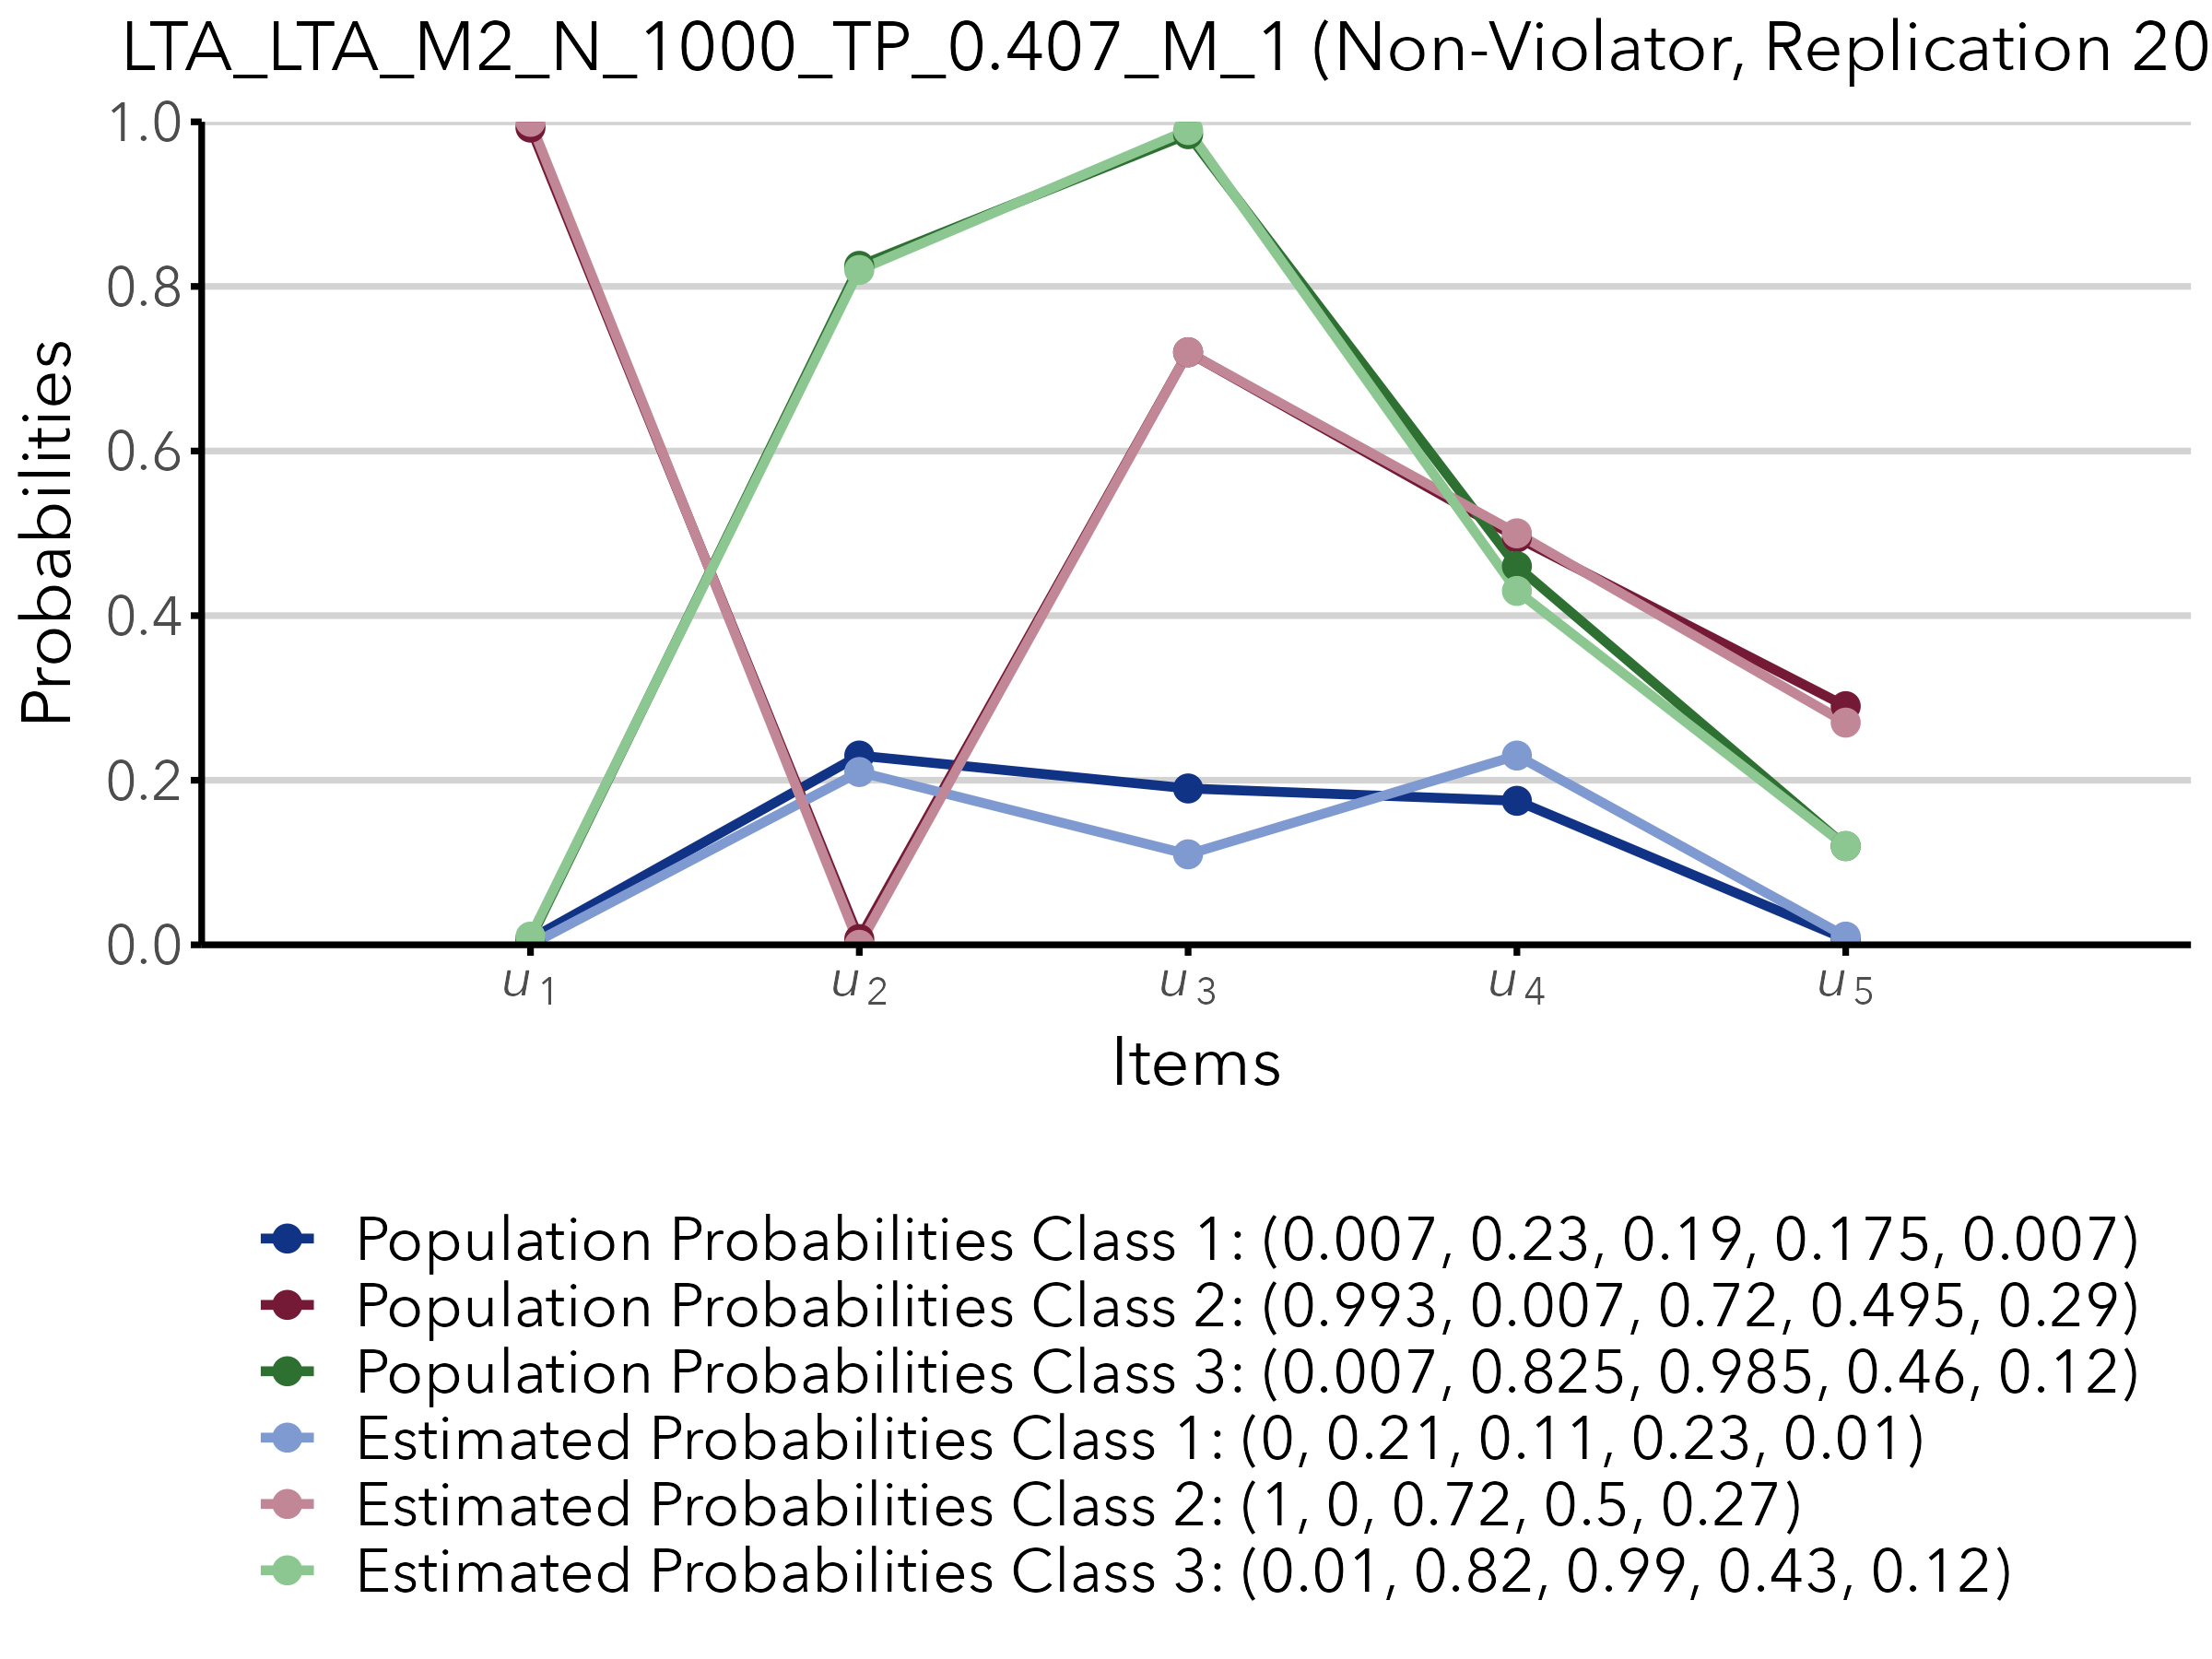 LTA_LTA_M2_N_1000_TP_0.407_M_1 (Non-Violator, Replication 20
1.0
0.8
0.6
0.4
0.2
0.0
Probabilities
u1
u2
u3
u4
u5
Items
Population Probabilities Class 1: (0.007, 0.23, 0.19, 0.175, 0.007)
Population Probabilities Class 2: (0.993, 0.007, 0.72, 0.495, 0.29)
Population Probabilities Class 3: (0.007, 0.825, 0.985, 0.46, 0.12)
Estimated Probabilities Class 1: (0, 0.21, 0.11, 0.23, 0.01)
Estimated Probabilities Class 2: (1, 0, 0.72, 0.5, 0.27)
Estimated Probabilities Class 3: (0.01, 0.82, 0.99, 0.43, 0.12)